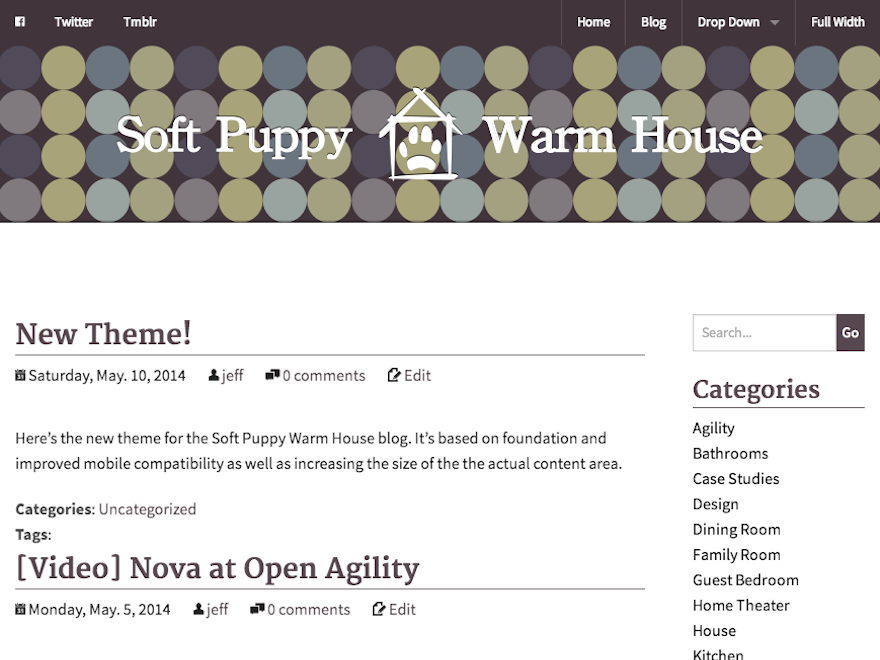 Twitter Tmblr Home Blog Drop Down Full Width
Soft Puppy Warm House
New Theme!
Saturday, May. 10, 2014 jeff 0 comments Edit
Here's the new theme for the Soft Puppy Warm House blog. It's based on foundation and
improved mobile compatibility as well as increasing the size of the the actual content area.
Categories: Uncategorized
Tags:
[Video] Nova at Open Agility
Monday, May. 5, 2014 jeff 0 comments Edit
Search... Go
Categories
Agility
Bathrooms
Case Studies
Design
Dining Room
Family Room
Guest Bedroom
Home Theater
House
Kitchen